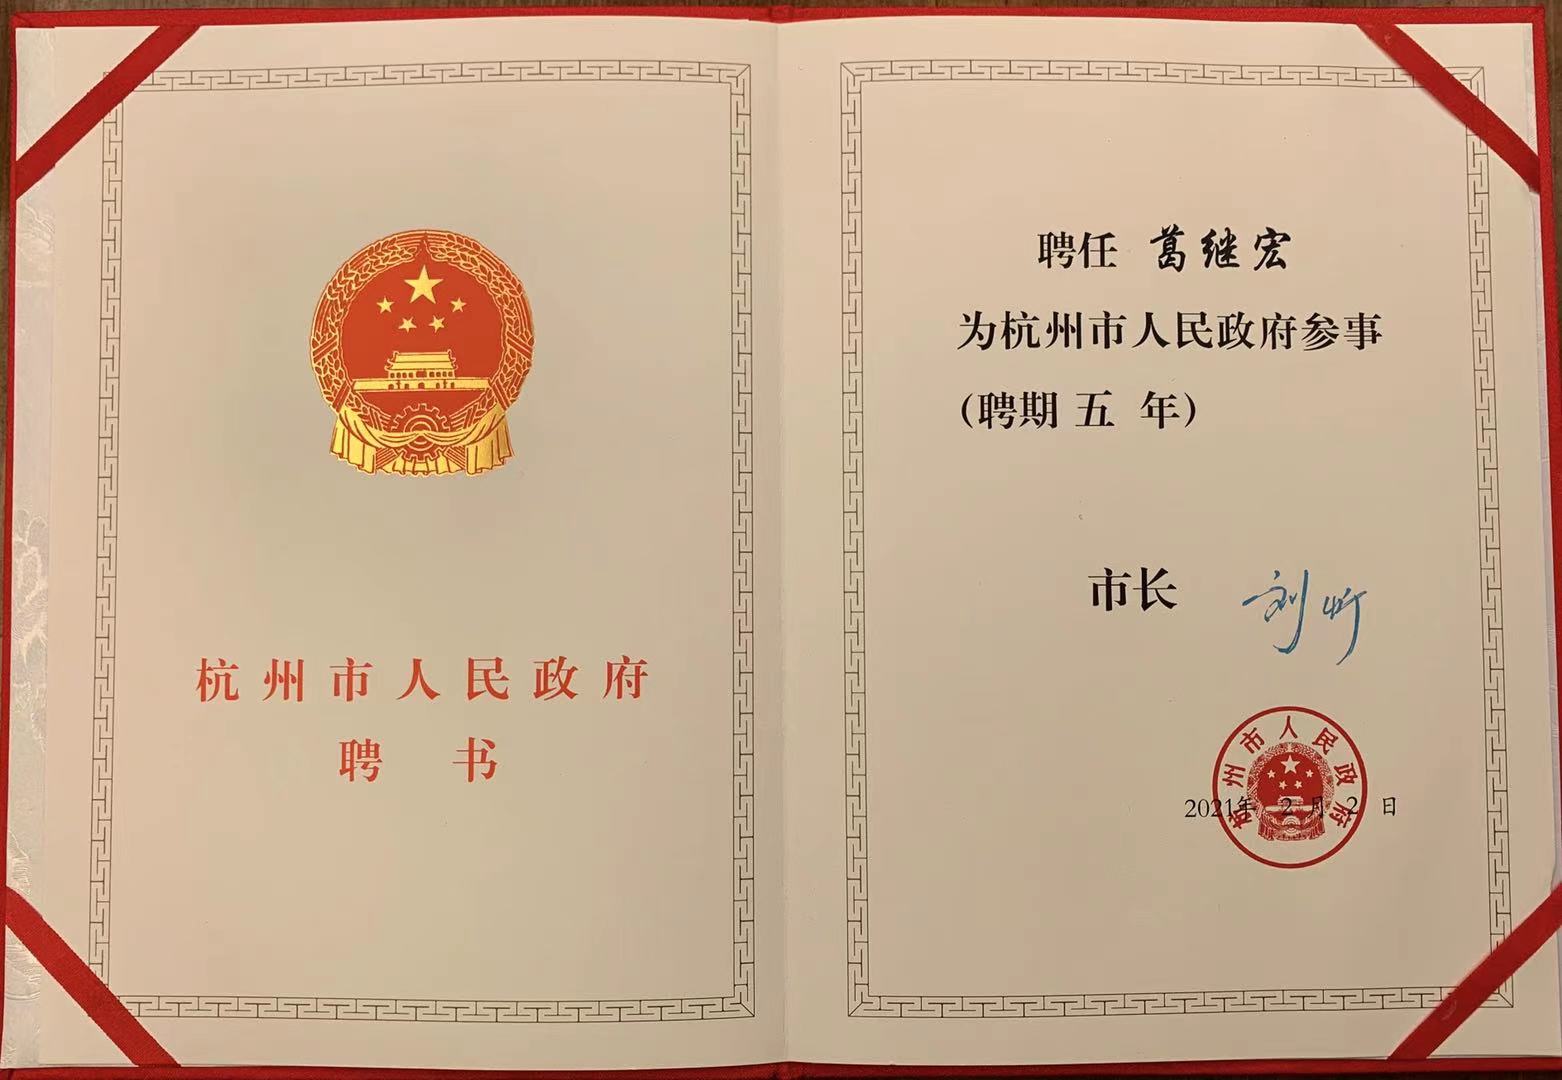 杭州市人民政府
聘书
聘任 葛继宏
为杭州市人民政府参事
(聘期 五 年)
市长 刘忻
杭州市人民政府
2021年 2 月 2 日